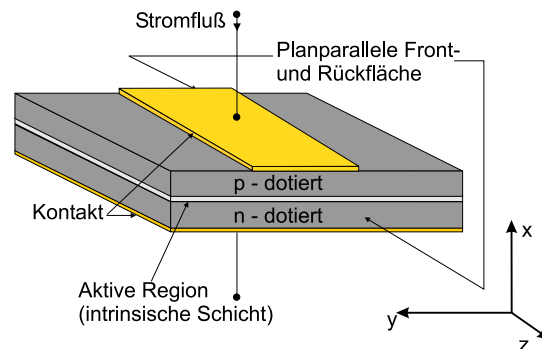 Stromfluß
Planparallele Front-
und Rückfläche
p - dotiert
n - dotiert
Kontakt
Aktive Region
(intrinsische Schicht)
x
y
z